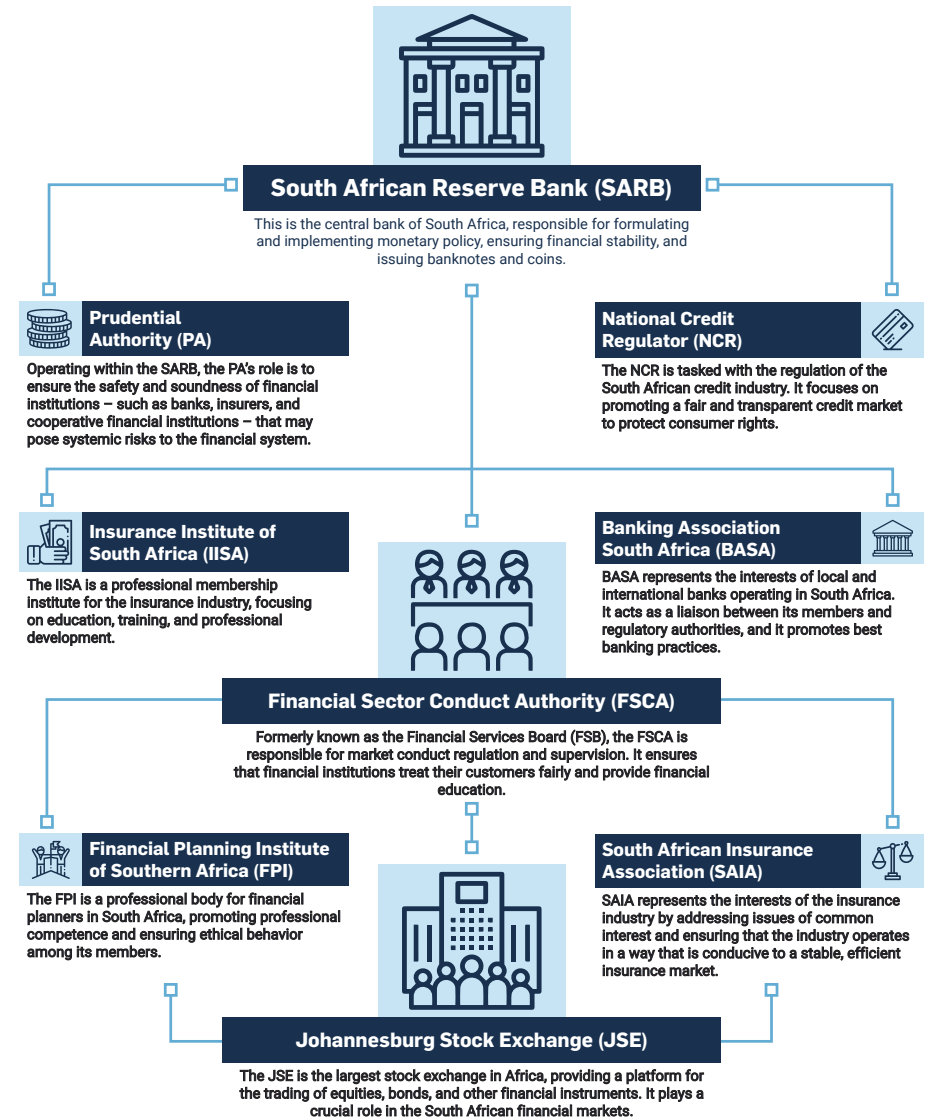 South African Reserve Bank (SARB)
This is the central bank of South Africa, responsible for formulating
and implementing monetary policy, ensuring financial stability, and
issuing banknotes and coins.
Prudential
Authority (PA)
Operating within the SARB, the PA's role is to
ensure the safety and soundness of financial
institutions – such as banks, insurers, and
cooperative financial institutions – that may
pose systemic risks to the financial system.
National Credit
Regulator (NCR)
The NCR is tasked with the regulation of the
South African credit industry. It focuses on
promoting a fair and transparent credit market
to protect consumer rights.
Insurance Institute of
South Africa (IISA)
The IISA is a professional membership
institute for the insurance industry, focusing
on education, training, and professional
development.
Banking Association
South Africa (BASA)
BASA represents the interests of local and
international banks operating in South Africa.
It acts as a liaison between its members and
regulatory authorities, and it promotes best
banking practices.
Financial Sector Conduct Authority (FSCA)
Formerly known as the Financial Services Board (FSB), the FSCA is
responsible for market conduct regulation and supervision. It ensures
that financial institutions treat their customers fairly and provide financial
education.
Financial Planning Institute
of Southern Africa (FPI)
The FPI is a professional body for financial
planners in South Africa, promoting professional
competence and ensuring ethical behavior
among its members.
South African Insurance
Association (SAIA)
SAIA represents the interests of the insurance
industry by addressing issues of common
interest and ensuring that the industry operates
in a way that is conducive to a stable, efficient
insurance market.
Johannesburg Stock Exchange (JSE)
The JSE is the largest stock exchange in Africa, providing a platform for
the trading of equities, bonds, and other financial instruments. It plays a
crucial role in the South African financial markets.